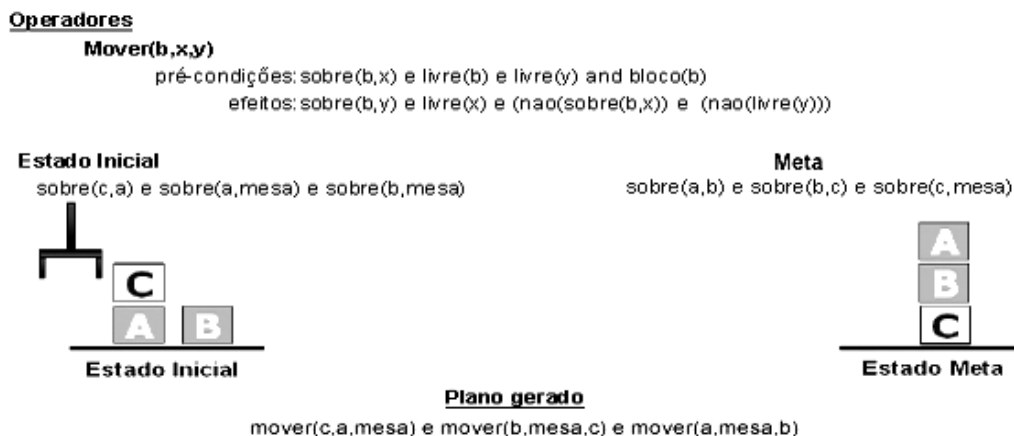 Operadores
Mover(b,x,y)
pré-condições: sobre(b,x) e livre(b) e livre(y) and bloco(b)
efeitos: sobre(b,y) e livre(x) e (nao(sobre(b,x)) e (nao(livre(y)))
Estado Inicial
sobre(c,a) e sobre(a,mesa) e sobre(b,mesa)
Meta
sobre(a,b) e sobre(b,c) e sobre(c,mesa)
C
A B
Estado Inicial
A
B
C
Estado Meta
Plano gerado
mover(c,a,mesa) e mover(b,mesa,c) e mover(a,mesa,b)